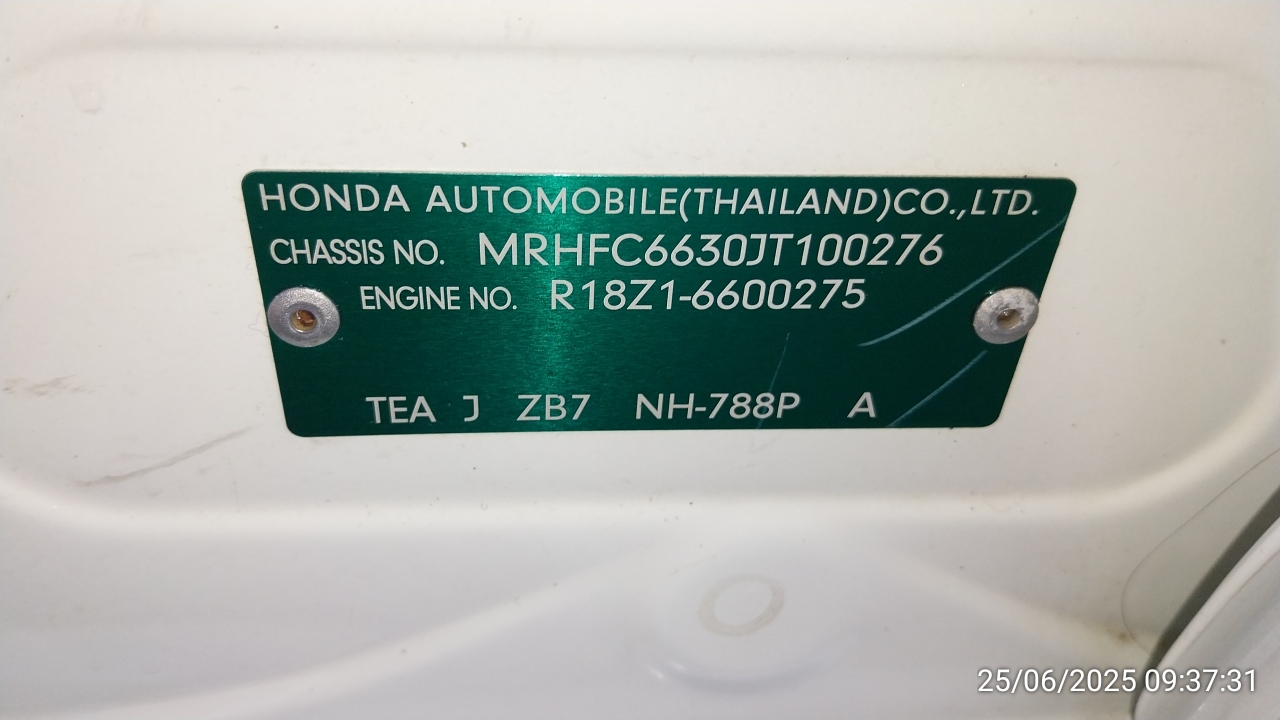 HONDA AUTOMOBILE(THAILAND)CO.,LTD.
CHASSIS NO. MRHFC6630JT100276
ENGINE NO. R18Z1-6600275
TEA J ZB7 NH-788P A
25/06/2025 09:37:31